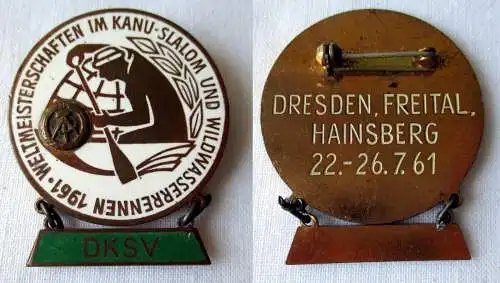 WELTMEISTERSCHAFTEN IM KANU-SLALOM UND WILDWASSERRENNEN 1961·
DKSV
DRESDEN, FREITAL,
HAINSBERG
22.-26.7.61